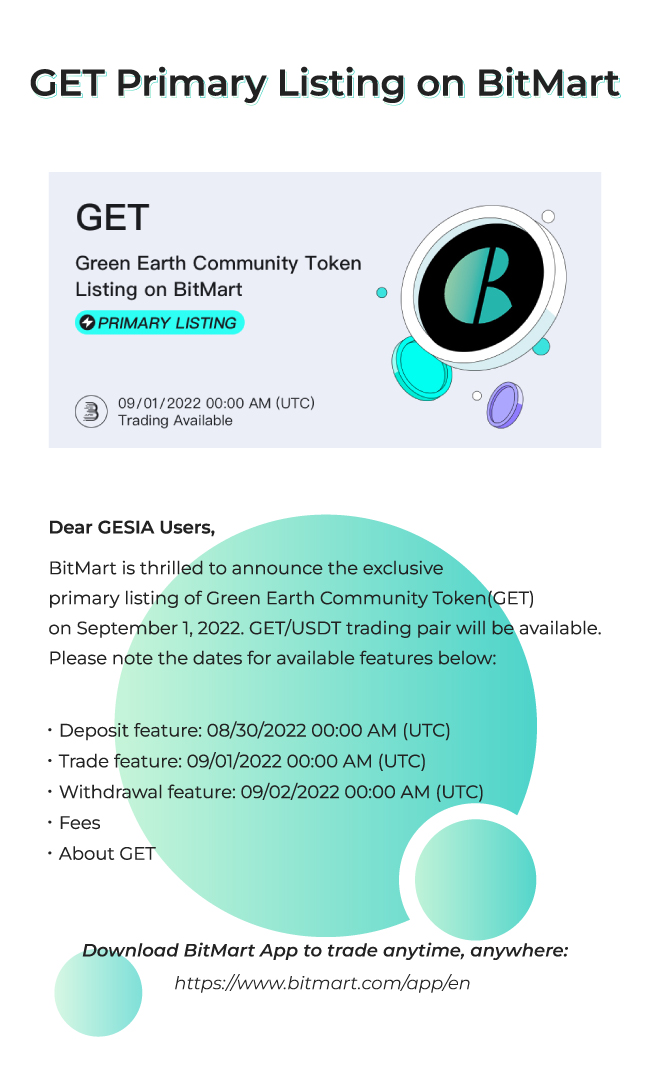 GET Primary Listing on BitMart
GET
Green Earth Community Token
Listing on BitMart
PRIMARY LISTING
09/01/2022 00:00 AM (UTC)
Trading Available
Dear GESIA Users,
BitMart is thrilled to announce the exclusive
primary listing of Green Earth Community Token(GET)
on September 1, 2022. GET/USDT trading pair will be available.
Please note the dates for available features below:
· Deposit feature: 08/30/2022 00:00 AM (UTC)
· Trade feature: 09/01/2022 00:00 AM (UTC)
· Withdrawal feature: 09/02/2022 00:00 AM (UTC)
· Fees
· About GET
Download BitMart App to trade anytime, anywhere:
https://www.bitmart.com/app/en